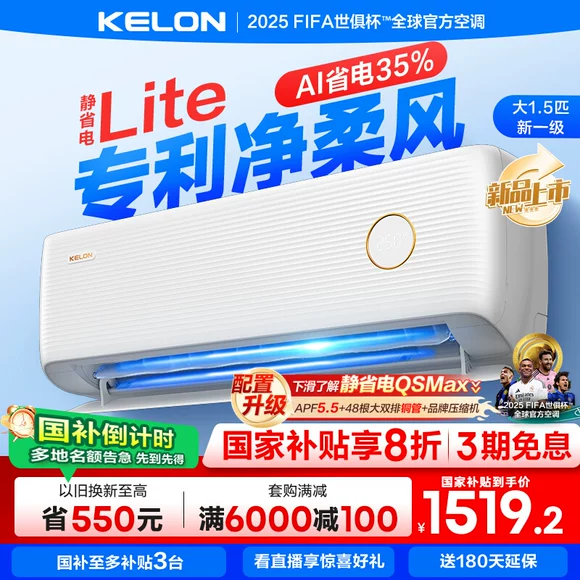 KELON
2025 FIFA世俱杯™全球官方空调
静省电
Lite
AI省电35%
专利净柔风
大1.5匹
新一级
新品上市
NEW
KELON
配置升级
下滑了解静省电QSMax
APF5.5+48根大双排铜管+品牌压缩机
2025 FIFA世俱杯™
全球官方空调
国补倒计时
多地名额告急 先到先得
国家补贴享8折 3期免息
以旧换新至高
省550元
套购满减
满6000减100
国家补贴到手价
¥1519.2
国补至多补贴3台
看直播享惊喜好礼
送180天延保